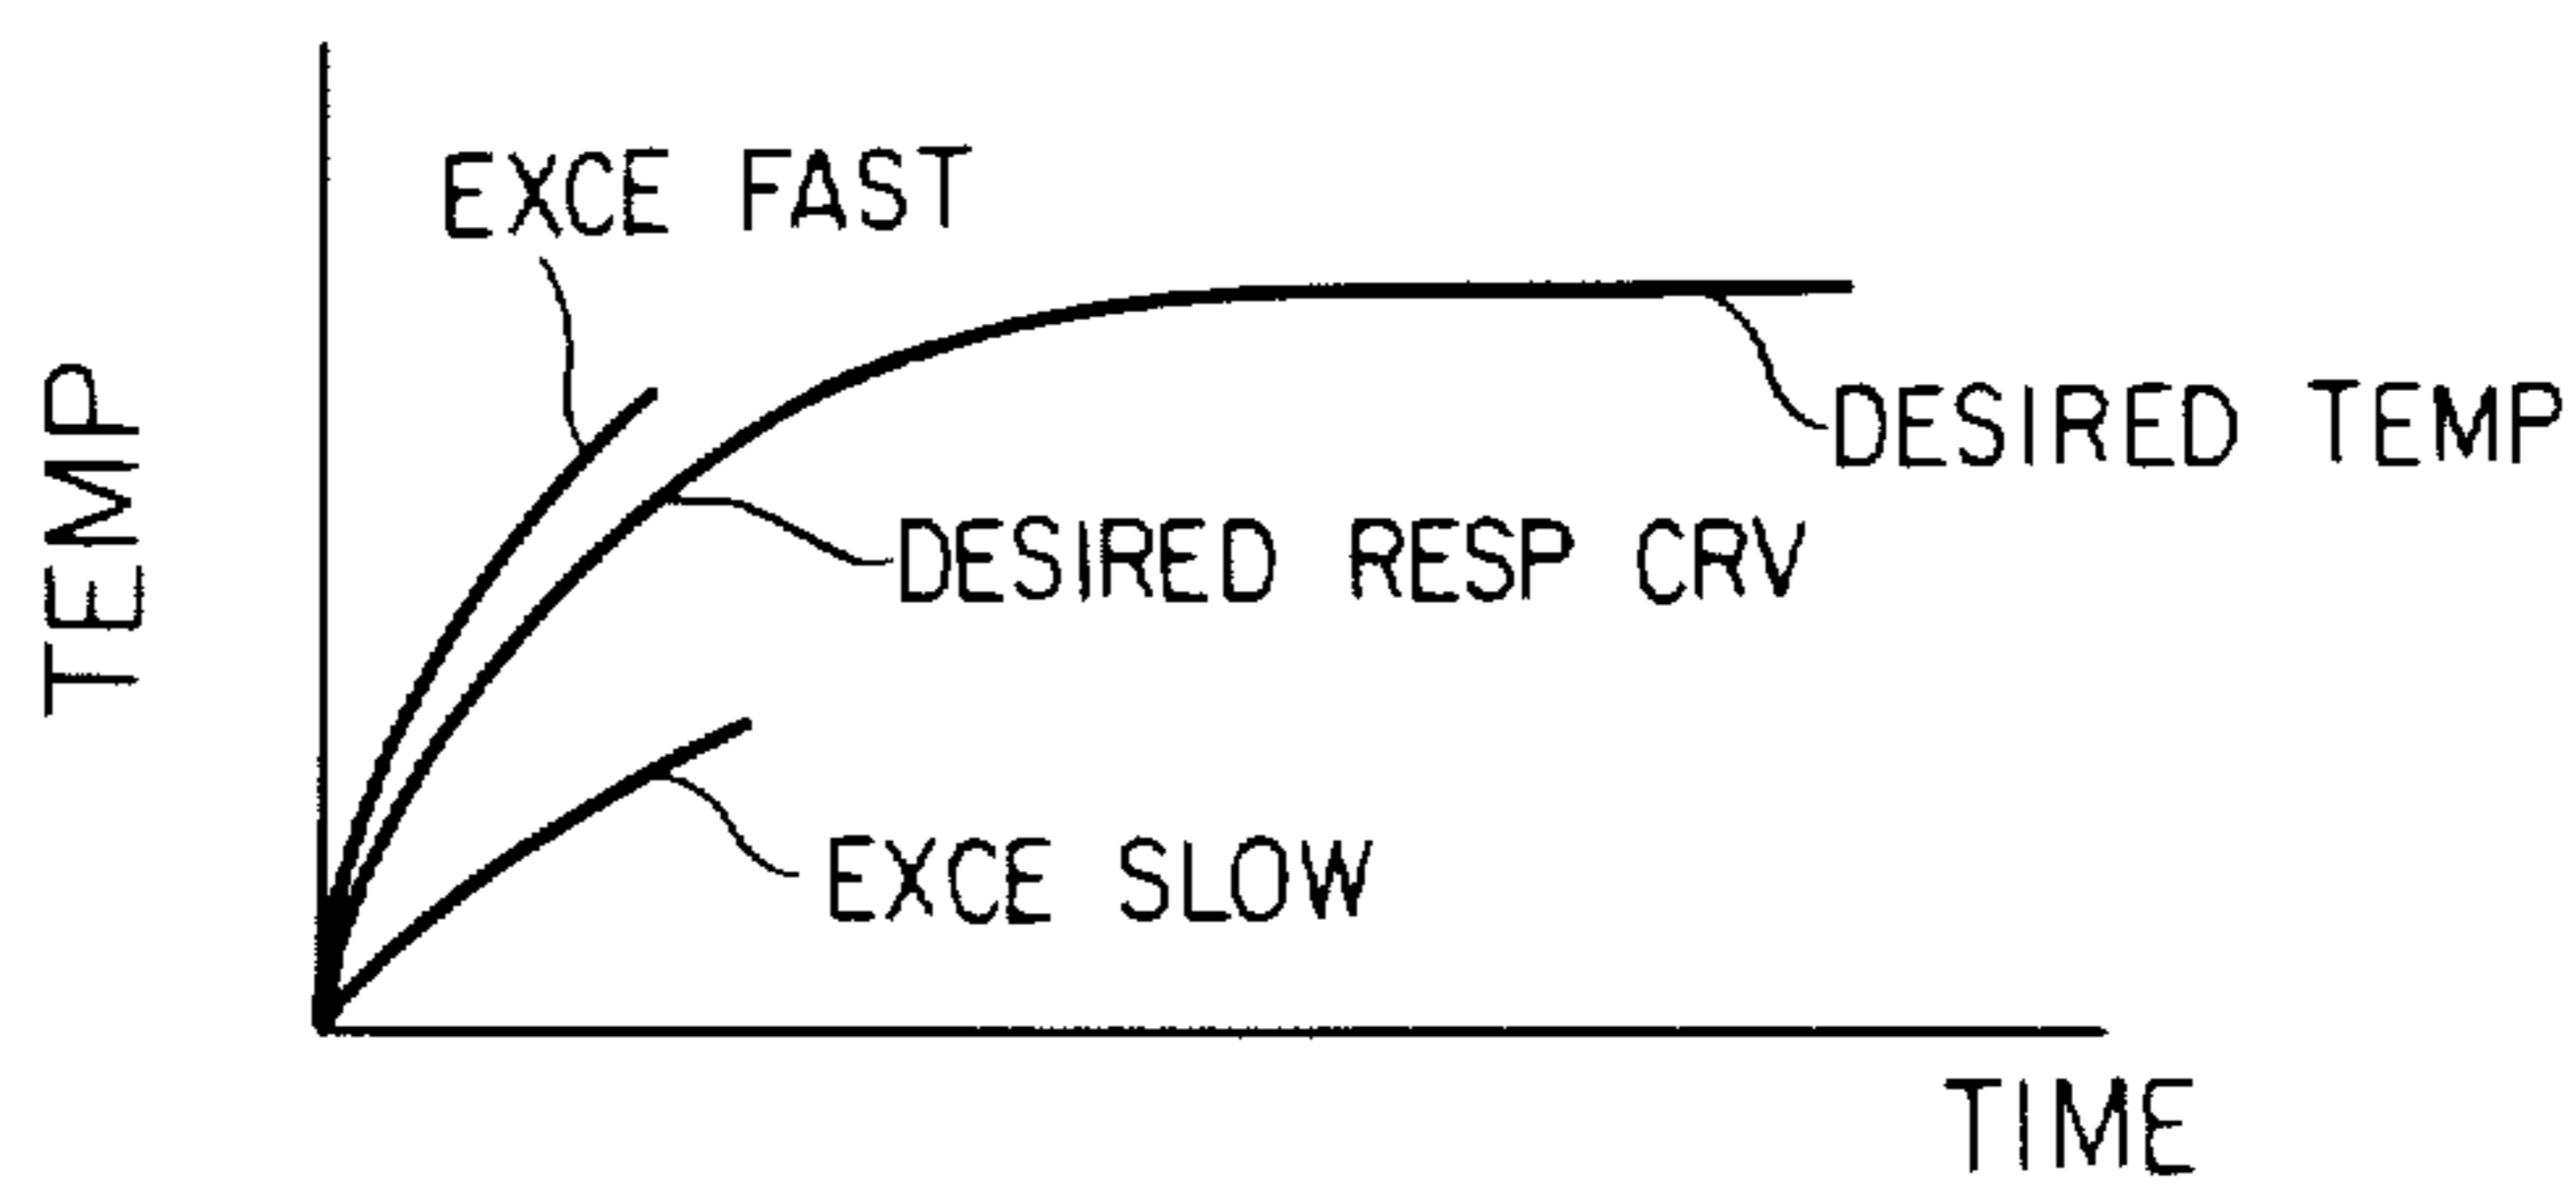 EXCE FAST
TEMP
DESIRED TEMP
DESIRED RESP CRV
EXCE SLOW
TIME